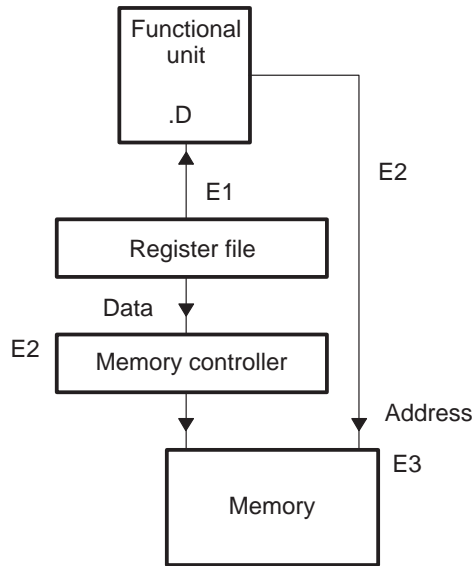 Functional
unit
.D
E2
E1
Register file
Data
E2
Memory controller
Address
E3
Memory